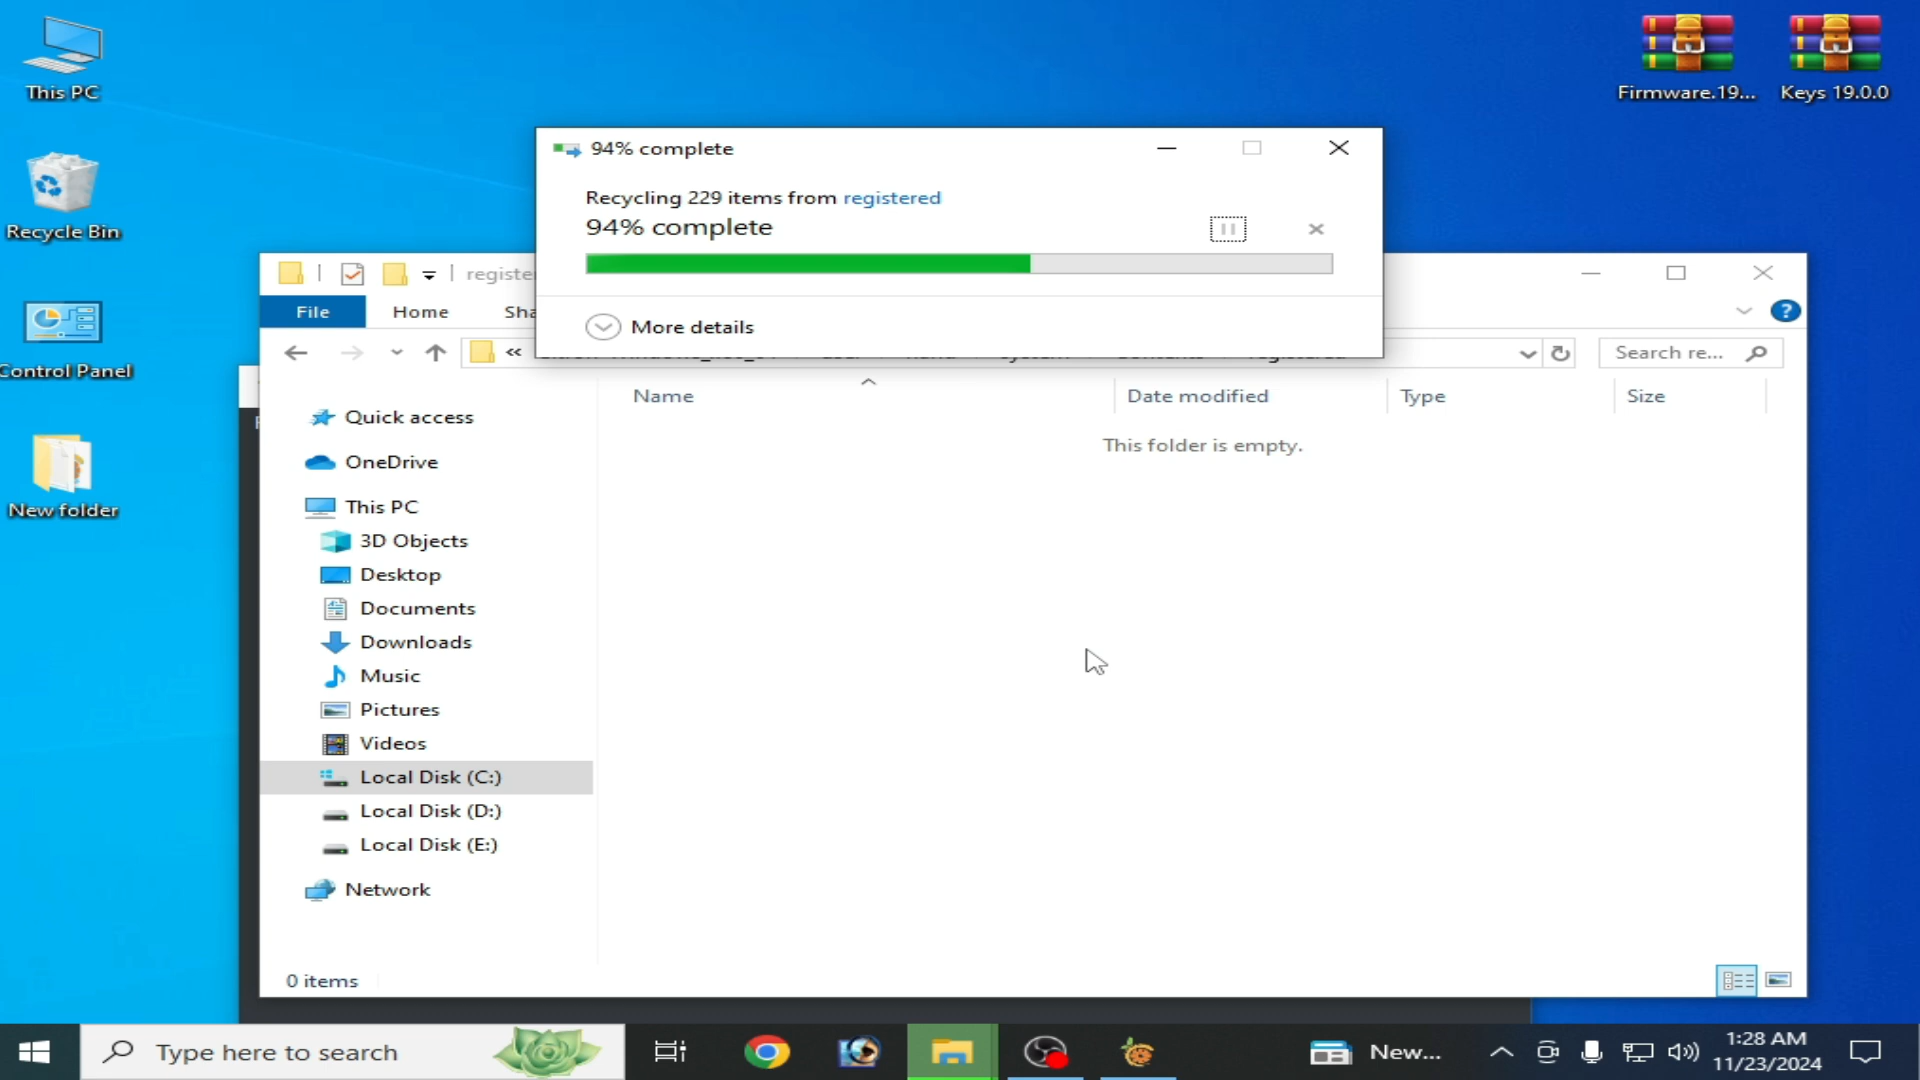 This PC
Recycle Bin
Control Panel
New folder
Firmware.19...
Keys 19.0.0
94% complete
Recycling 229 items from registered
94% complete
More details
File
Home
Search re...
Name
Date modified
Type
Size
This folder is empty.
Quick access
OneDrive
This PC
3D Objects
Desktop
Documents
Downloads
Music
Pictures
Videos
Local Disk (C:)
Local Disk (D:)
Local Disk (E:)
Network
0 items
Type here to search
New...
1:28 AM
11/23/2024